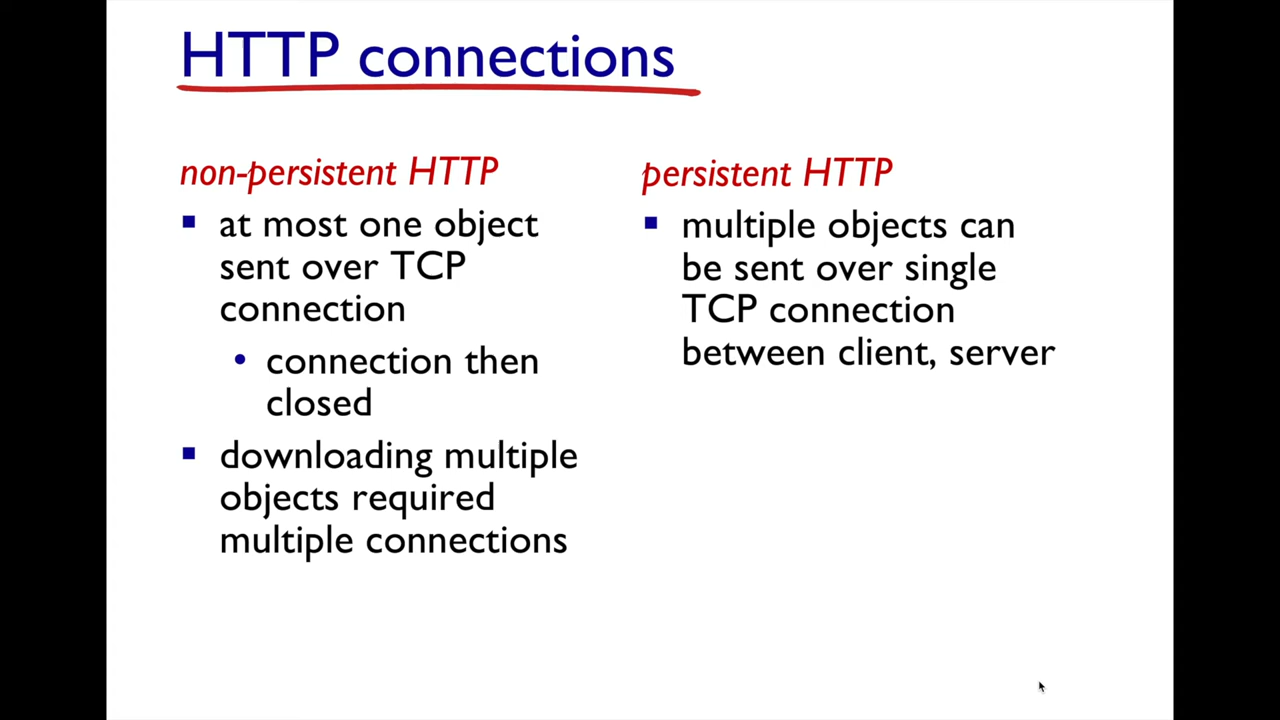 HTTP connections
non-persistent HTTP
at most one object
sent over TCP
connection
connection then
closed
downloading multiple
objects required
multiple connections
persistent HTTP
multiple objects can
be sent over single
TCP connection
between client, server